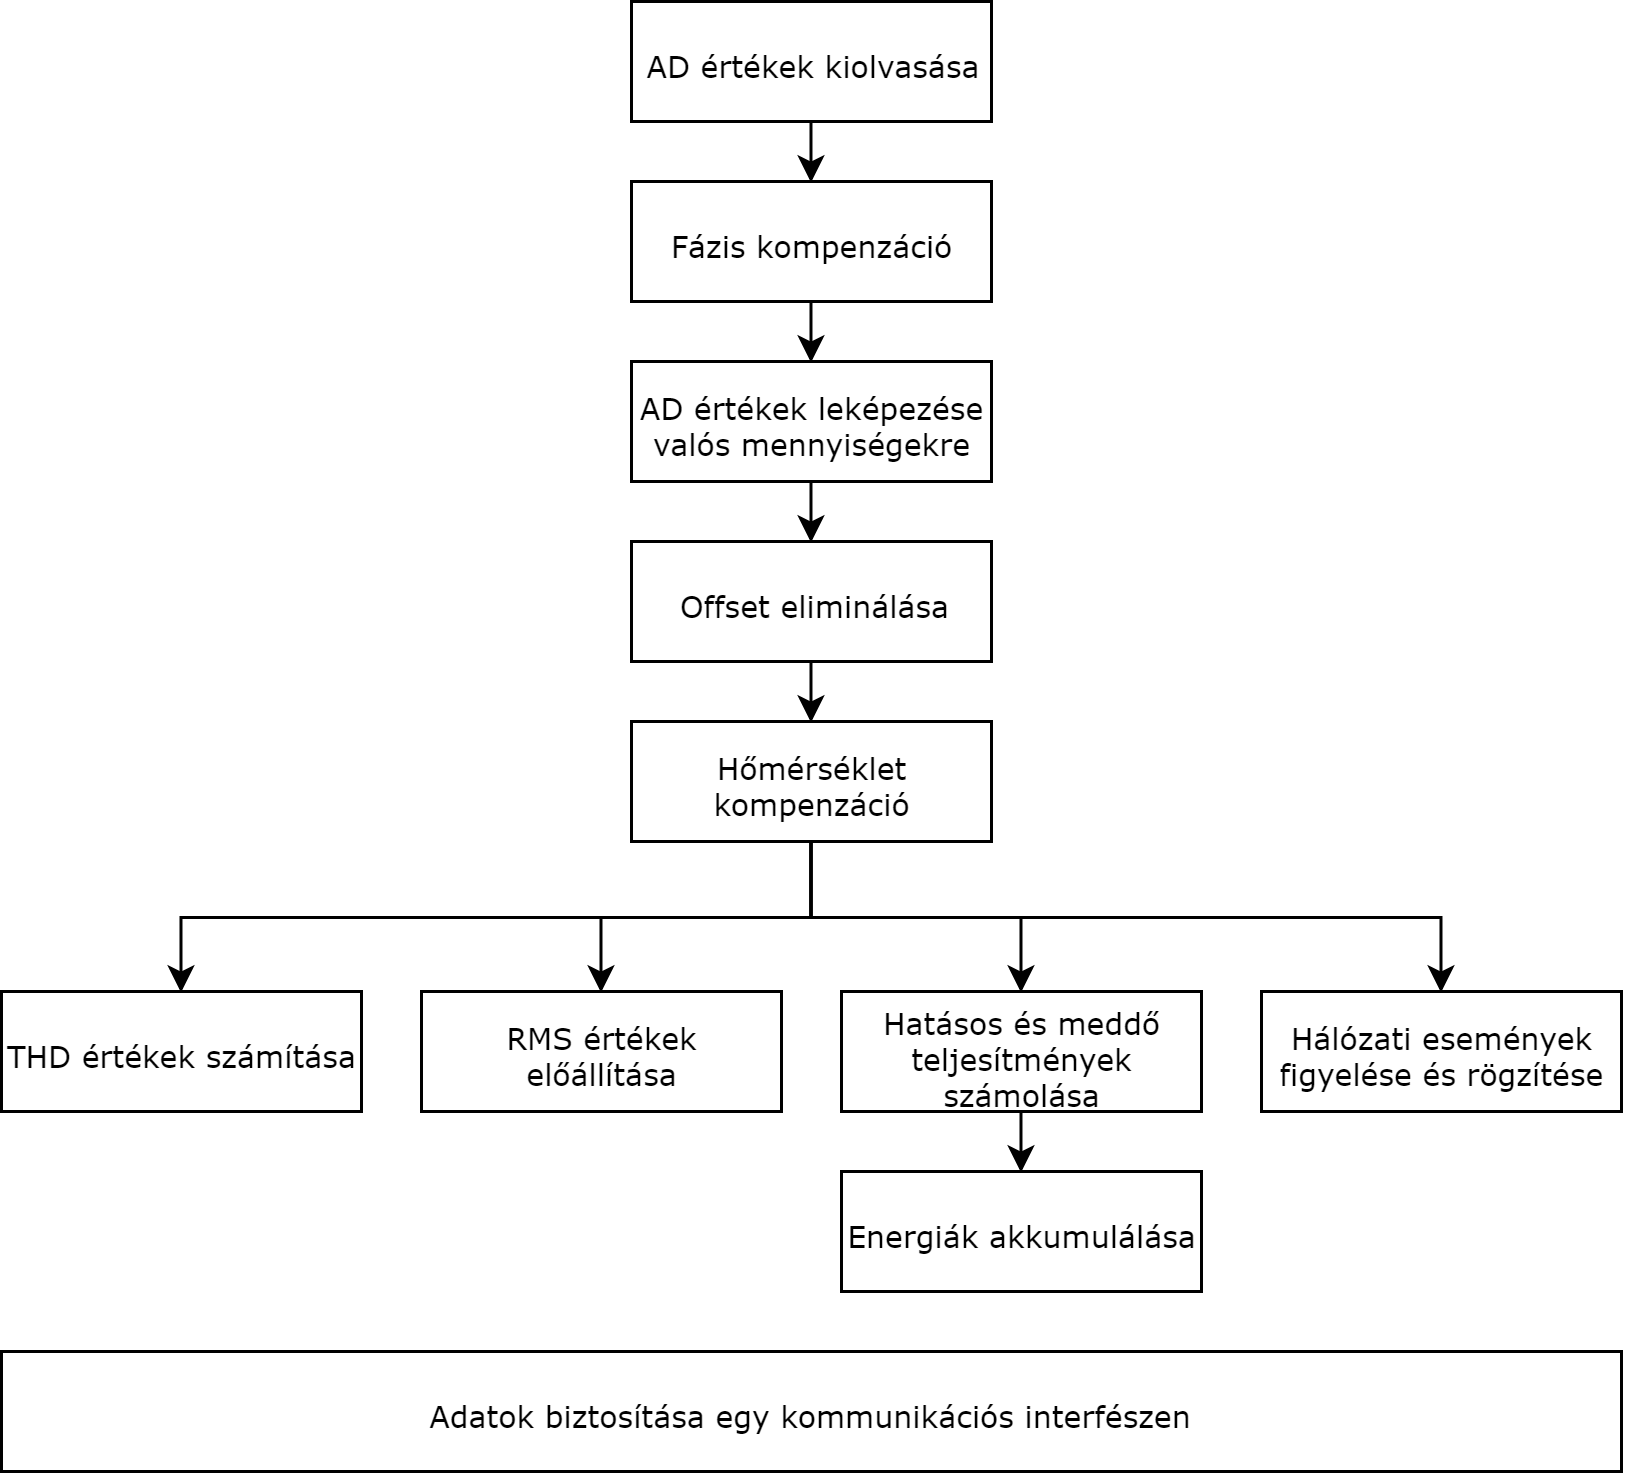 AD értékek kiolvasása
Fázis kompenzáció
AD értékek leképezése
valós mennyiségekre
Offset eliminálása
Hőmérséklet
kompenzáció
THD értékek számítása
RMS értékek
előállítása
Hatásos és meddő
teljesítmények
számolása
Hálózati események
figyelése és rögzítése
Energiák akkumulálása
Adatok biztosítása egy kommunikációs interfészen